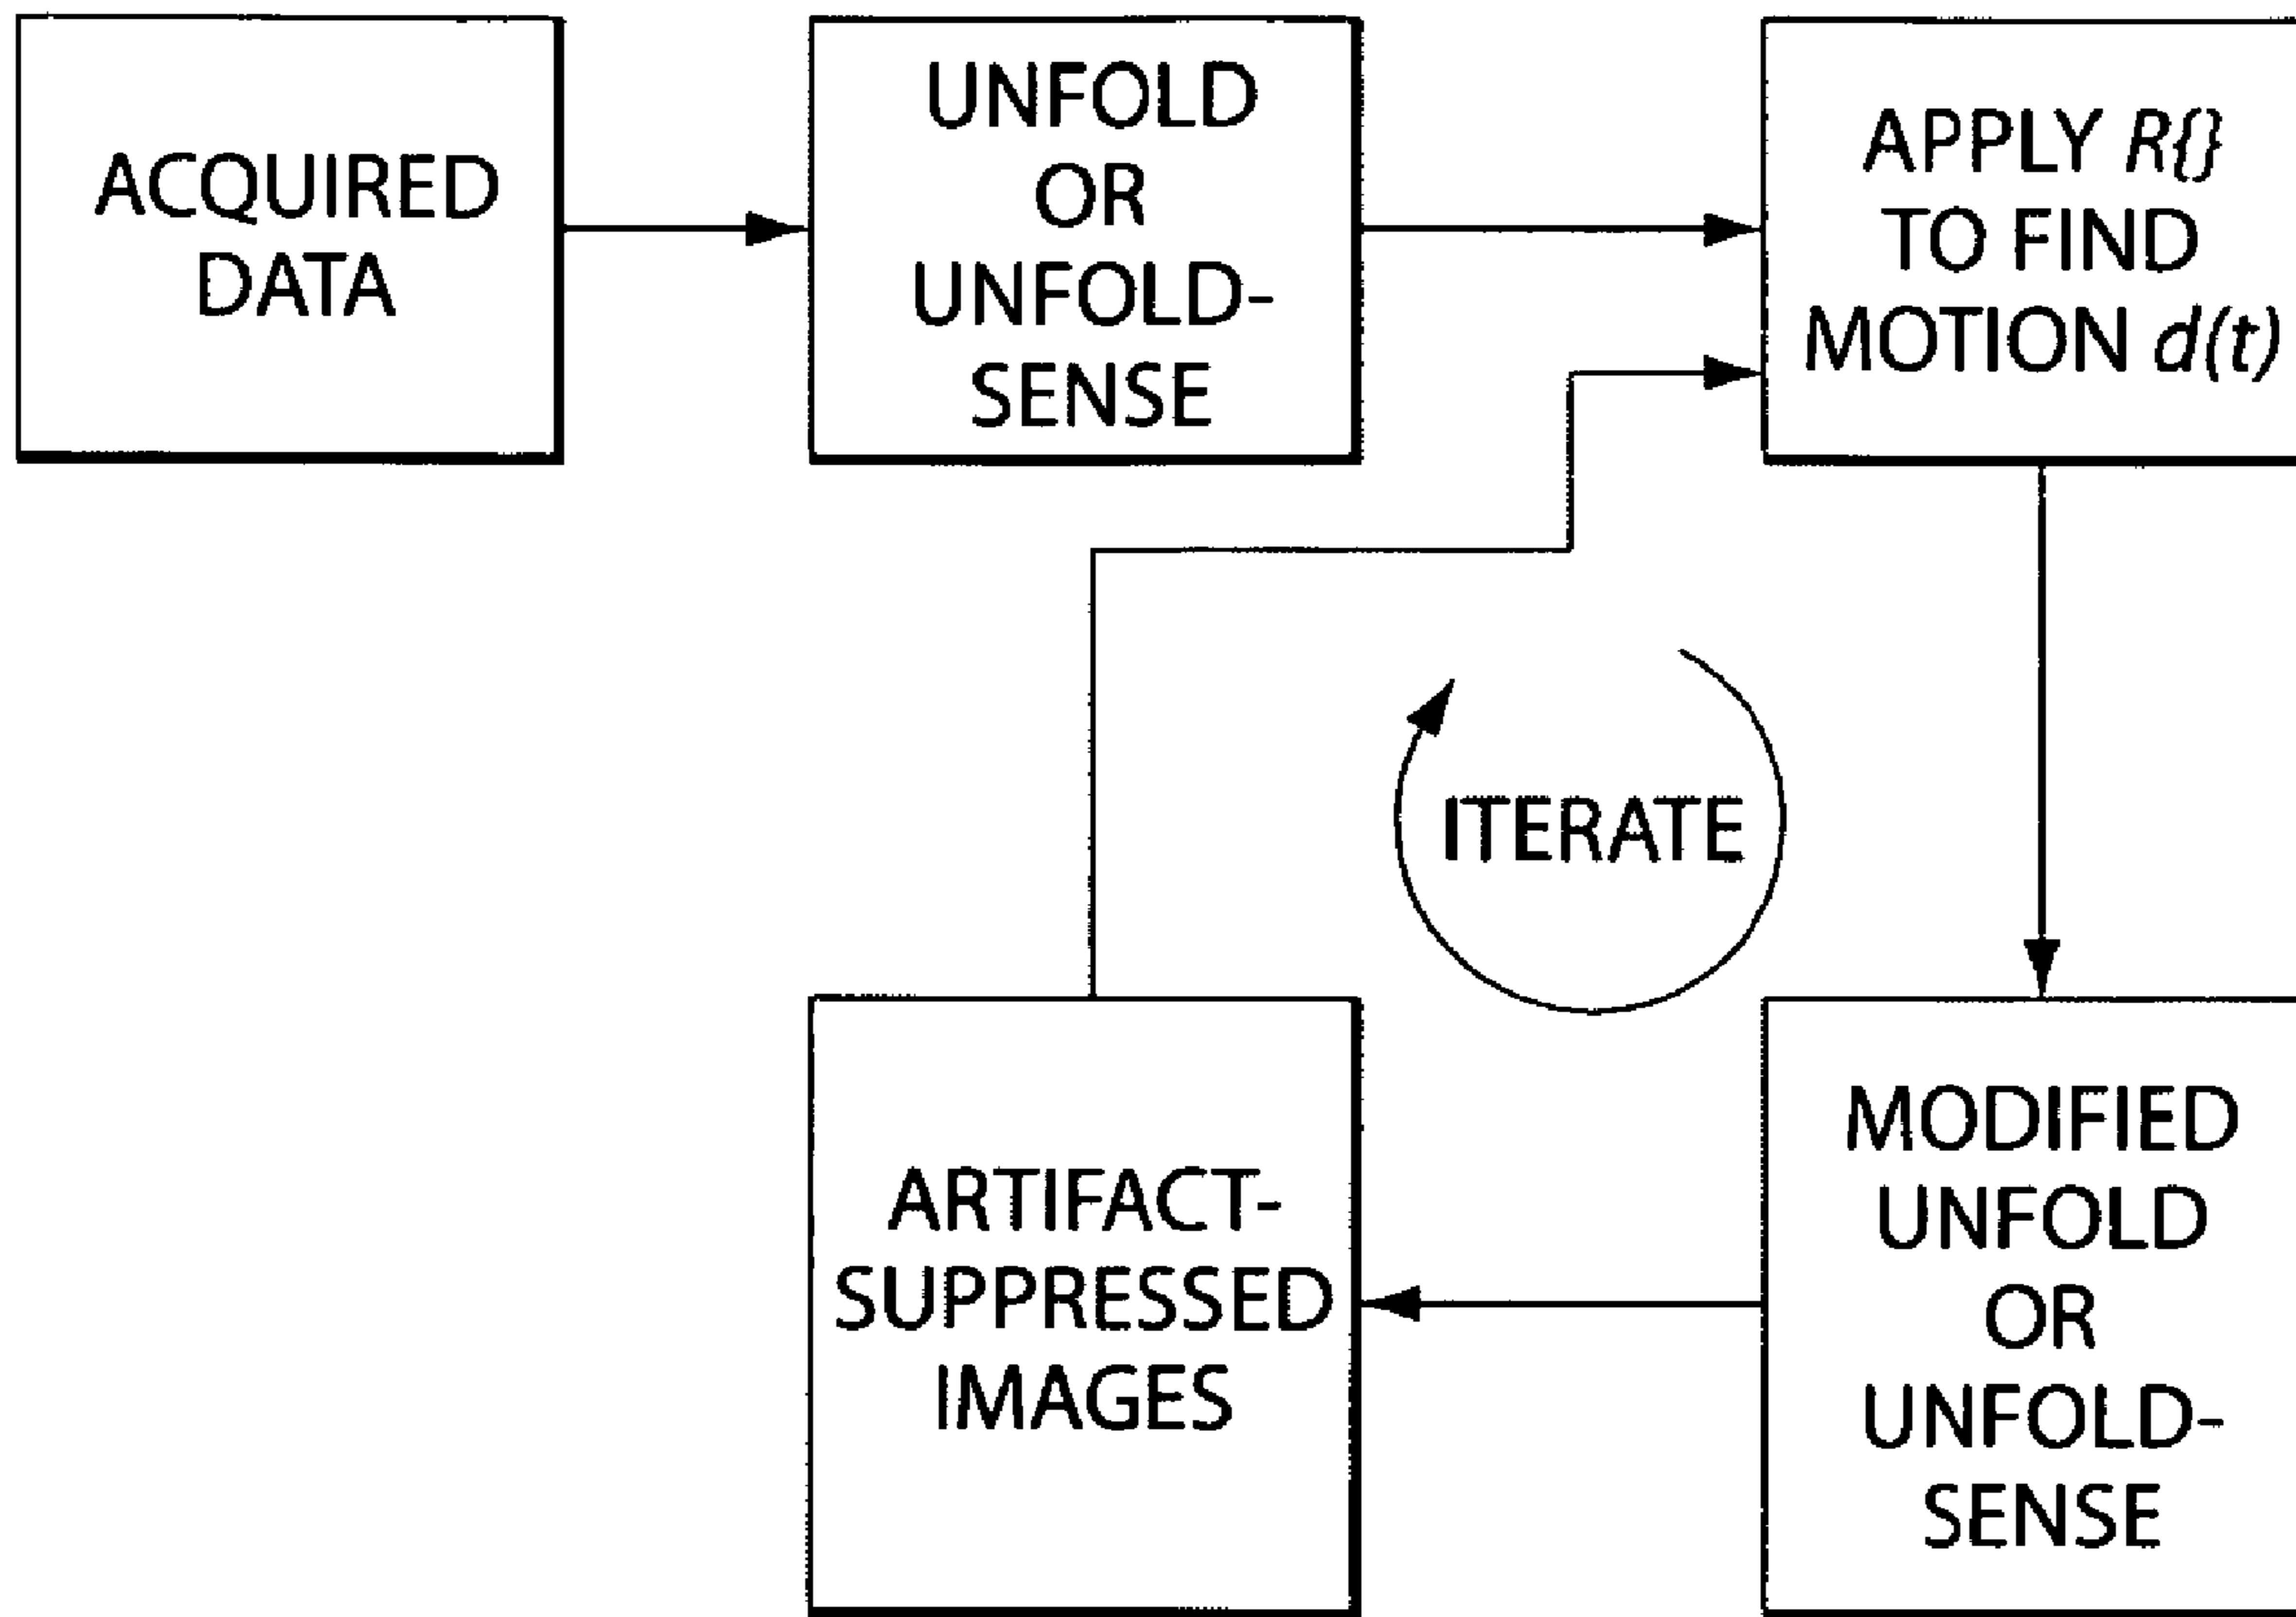 ACQUIRED
DATA
UNFOLD
OR
UNFOLD-
SENSE
APPLY R{}
TO FIND
MOTION d(t)
ITERATE
ARTIFACT-
SUPPRESSED
IMAGES
MODIFIED
UNFOLD
OR
UNFOLD-
SENSE